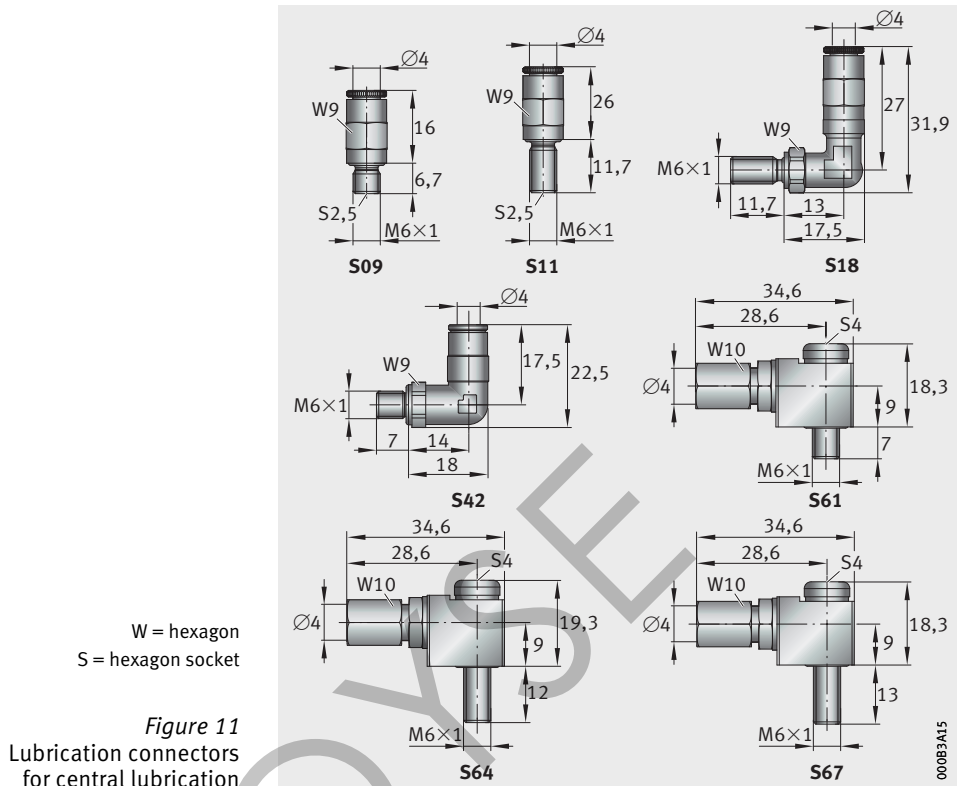 ∅4
W9
16
6,7
S2,5
M6×1
S09
∅4
W9
26
11,7
S2,5
M6×1
S11
∅4
W9
27
31,9
M6×1
11,7
13
17,5
S18
∅4
W9
17,5
22,5
M6×1
7
14
18
S42
34,6
28,6
S4
W10
∅4
18,3
9
7
M6×1
S61
34,6
28,6
S4
W10
∅4
19,3
9
12
M6×1
S64
34,6
28,6
S4
W10
∅4
18,3
9
13
M6×1
S67
W = hexagon
S = hexagon socket
Figure 11
Lubrication connectors
for central lubrication
000B3A15